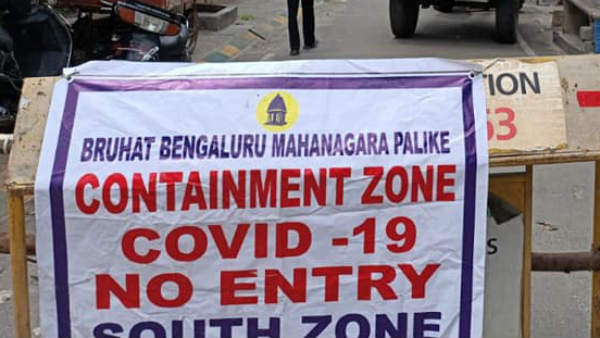 BRUHAT BENGALURU MAHANAGARA PALIKE
CONTAINMENT ZONE
COVID -19
NO ENTRY
SOUTH ZONE